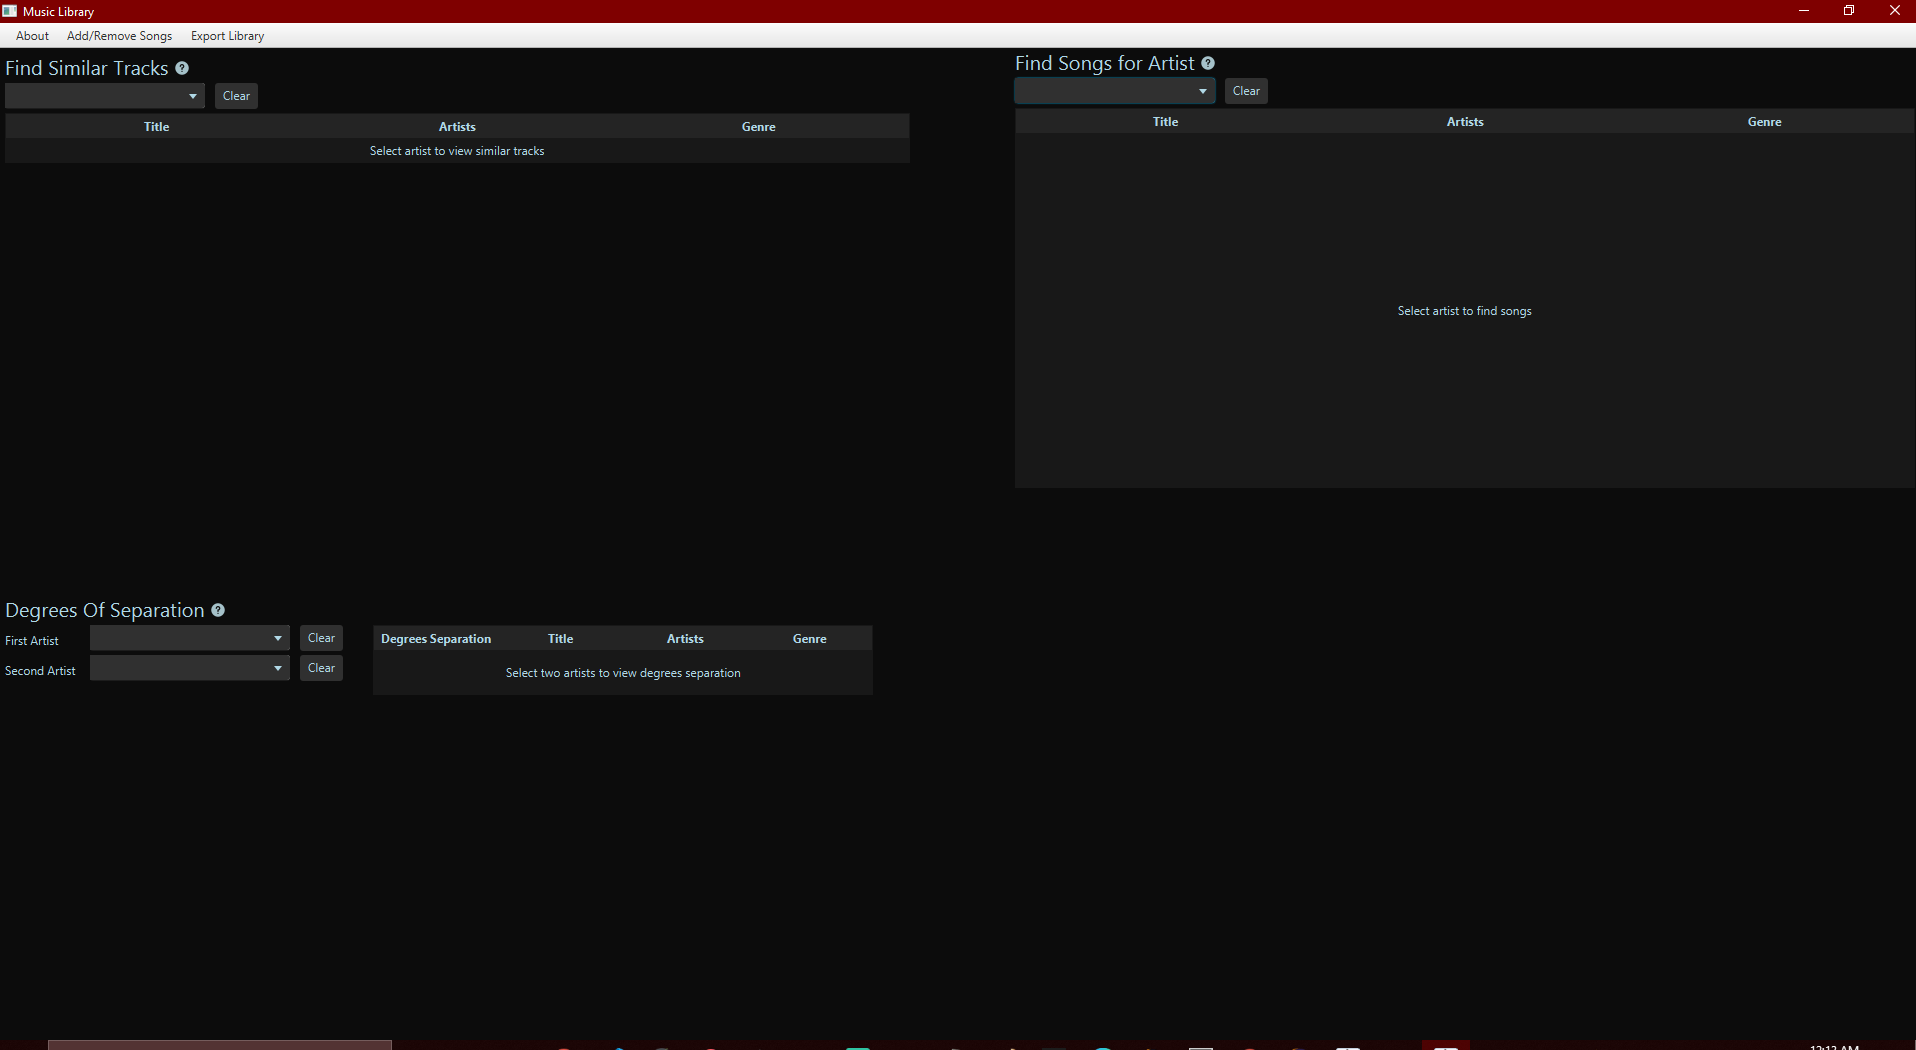 Music Library
About Add/Remove Songs Export Library
Find Similar Tracks ?
Clear
Title Artists Genre
Select artist to view similar tracks
Find Songs for Artist ?
Clear
Title Artists Genre
Select artist to find songs
Degrees Of Separation ?
First Artist Clear
Second Artist Clear
Degrees Separation Title Artists Genre
Select two artists to view degrees separation